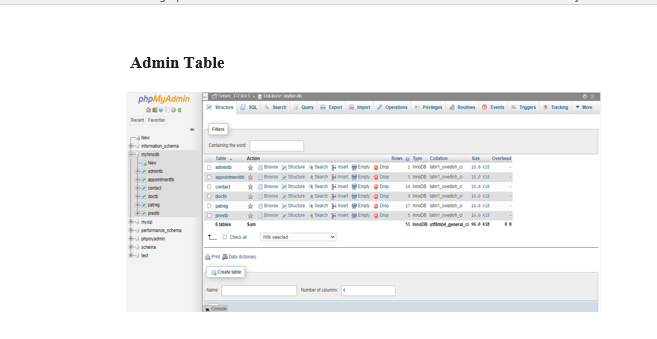 Admin Table
phpMyAdmin
Recent Favorites
New
information_schema
myhmsdb
New
admintb
appointmenttb
contact
doctb
patreg
prestb
mysql
performance_schema
phpmyadmin
schema
test
Server: 127.0.0.1 » Database: myhmsdb
Structure SQL Search Query Export Import Operations Privileges Routines Events Triggers Tracking More
Filters
Containing the word:
Table Action Rows Type Collation Size Overhead
admintb Browse Structure Search Insert Empty Drop 1 InnoDB latin1_swedish_ci 16.0 KiB -
appointmenttb Browse Structure Search Insert Empty Drop InnoDB latin1_swedish_ci 16.0 KiB -
contact Browse Structure Search Insert Empty Drop 14 InnoDB latin1_swedish_ci 16.0 KiB -
doctb Browse Structure Search Insert Empty Drop InnoDB latin1_swedish_ci 16.0 KiB -
patreg Browse Structure Search Insert Empty Drop InnoDB latin1_swedish_ci 16.0 KiB -
prestb Browse Structure Search Insert Empty Drop InnoDB latin1_swedish_ci 16.0 KiB -
6 tables Sum InnoDB utf8mb4_general_ci 96.0 KiB 0 B
Check all With selected:
Print Data dictionary
Create table
Name: Number of columns: 4
Console